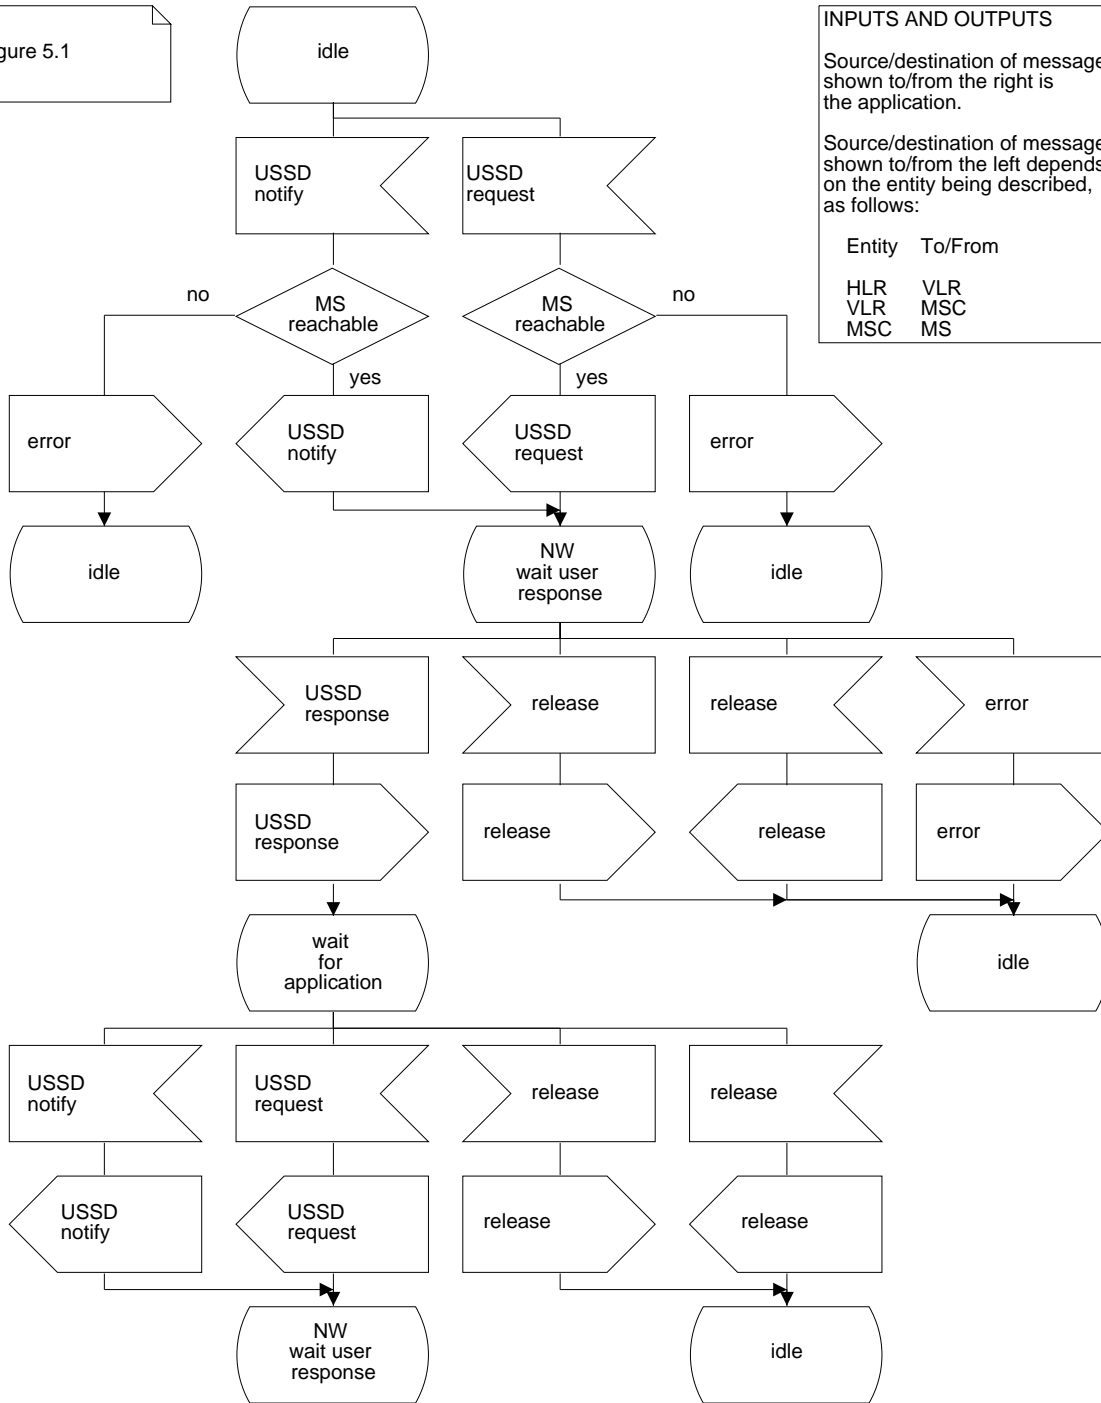 gure 5.1
idle
INPUTS AND OUTPUTS
Source/destination of message
shown to/from the right is
the application.
Source/destination of message
shown to/from the left depends
on the entity being described,
as follows:
Entity To/From
HLR VLR
VLR MSC
MSC MS
USSD
notify
USSD
request
no
MS
reachable
MS
reachable
no
yes
yes
error
USSD
notify
USSD
request
error
idle
NW
wait user
response
idle
USSD
response
release
release
error
USSD
response
release
release
error
wait
for
application
idle
USSD
notify
USSD
request
release
release
USSD
notify
USSD
request
release
release
NW
wait user
response
idle